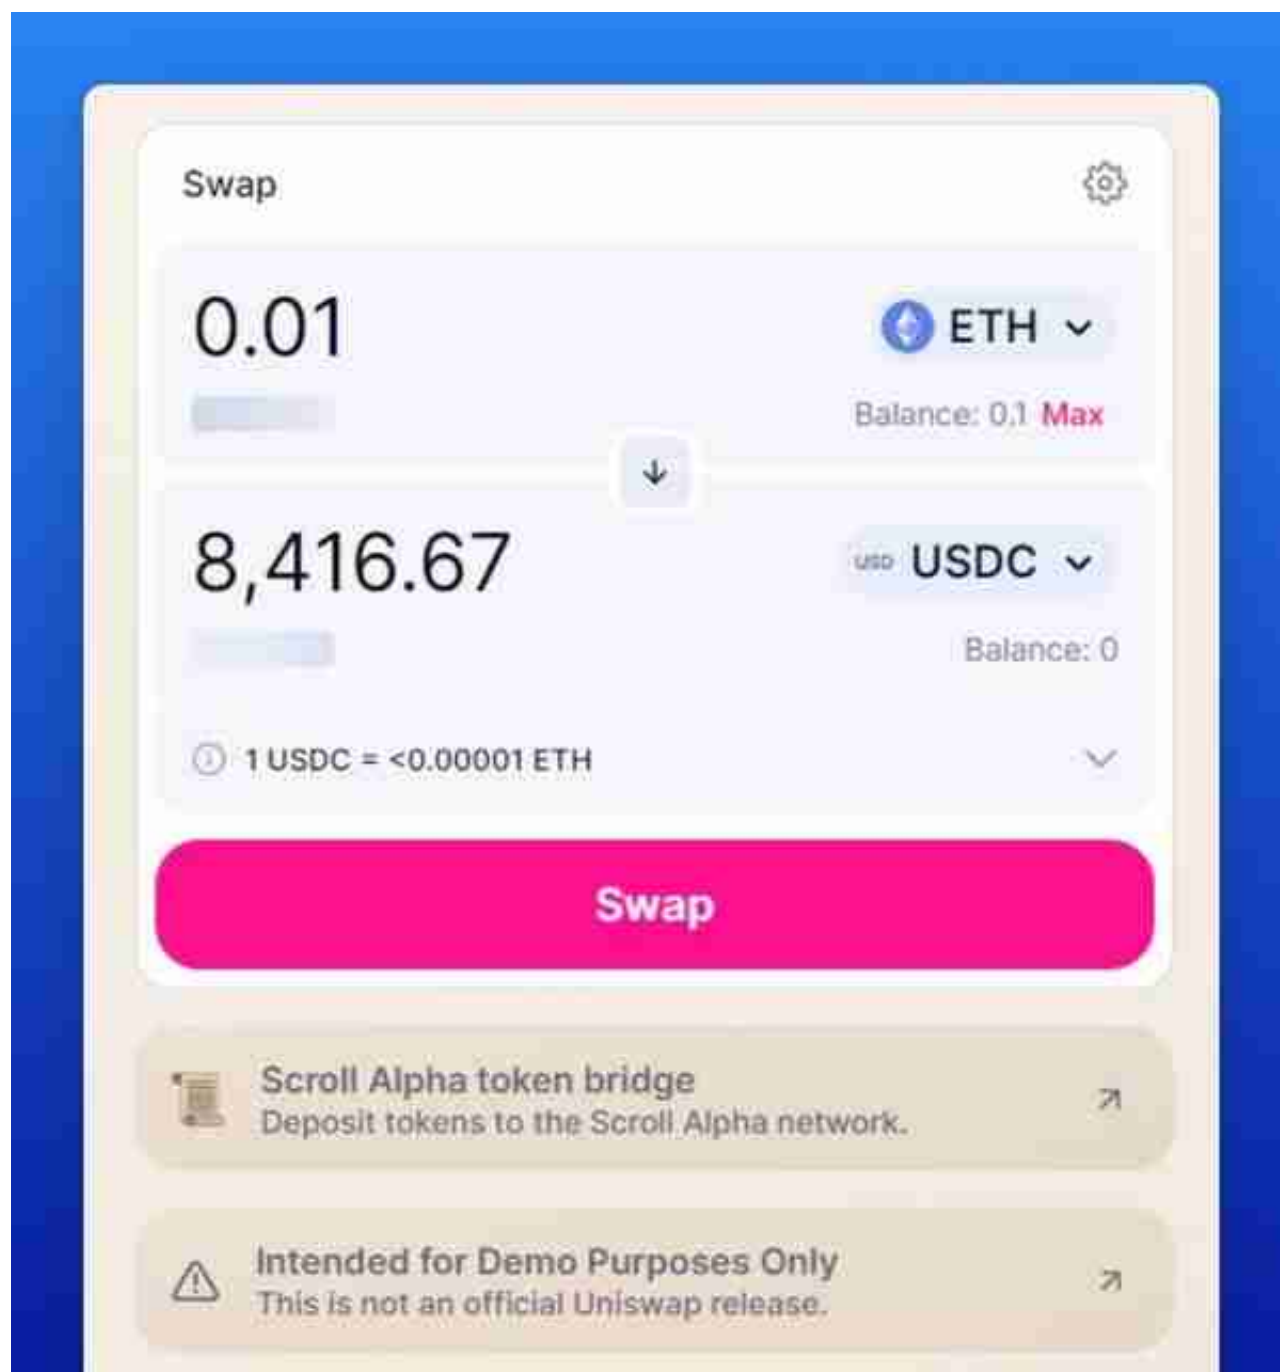 Swap
0.01
ETH
Balance: 0.1 Max
8,416.67
USD USDC
Balance: 0
1 USDC = <0.00001 ETH
Swap
Scroll Alpha token bridge
Deposit tokens to the Scroll Alpha network.
Intended for Demo Purposes Only
This is not an official Uniswap release.